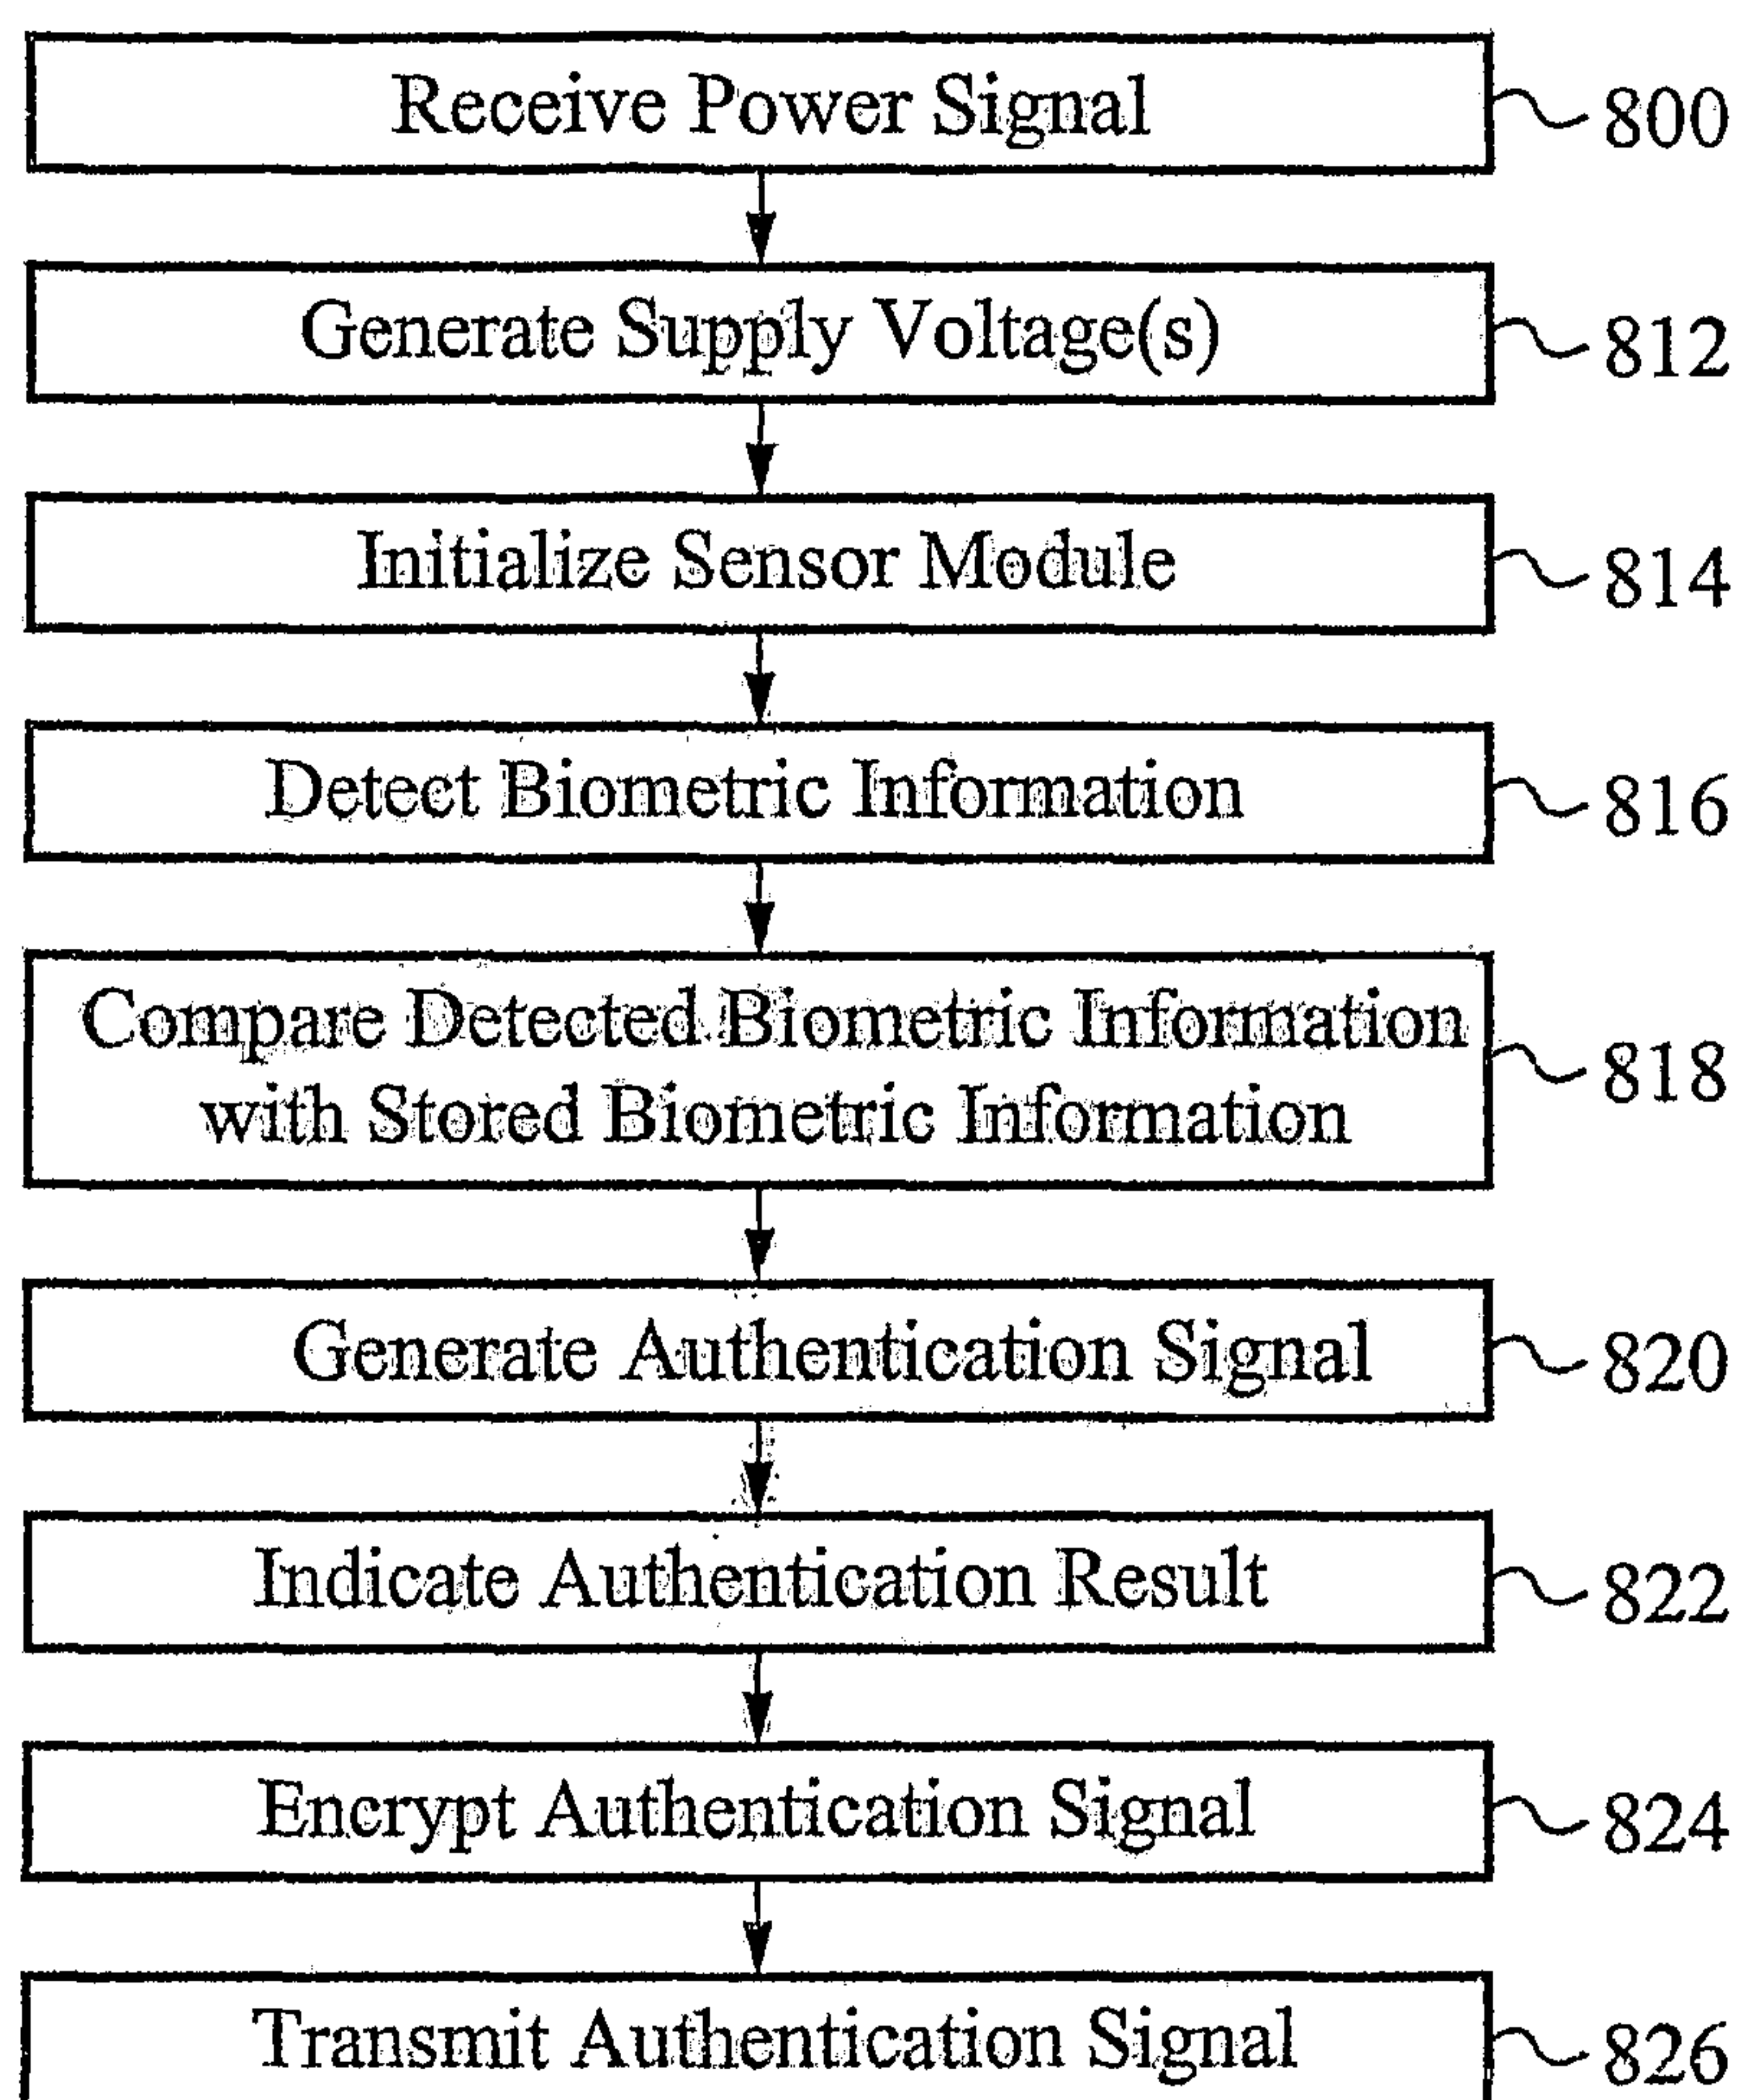 Receive Power Signal 800
Generate Supply Voltage(s) 812
Initialize Sensor Module 814
Detect Biometric Information 816
Compare Detected Biometric Information
with Stored Biometric Information 818
Generate Authentication Signal 820
Indicate Authentication Result 822
Encrypt Authentication Signal 824
Transmit Authentication Signal 826